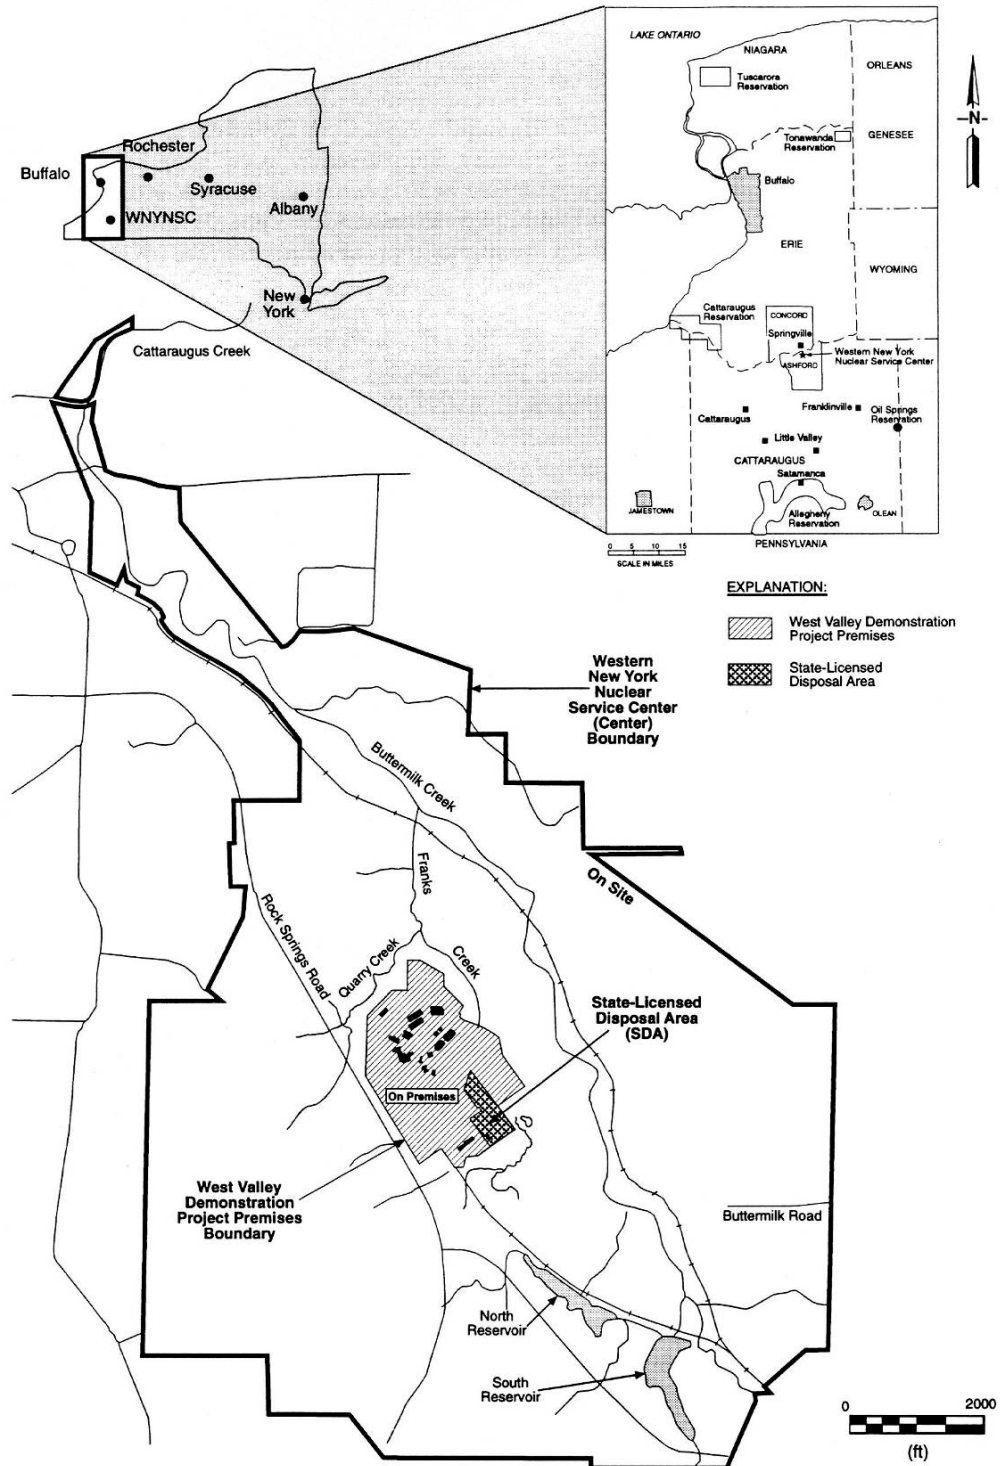 LAKE ONTARIO
NIAGARA
ORLEANS
Tuscarora
Reservation
N
GENESEE
Tonawanda
Reservation
Buffalo
ERIE
WYOMING
Cattaraugus
Reservation
CONCORD
Springville
Western New York
Nuclear Service Center
ASHFORD
Franklinville
Oil Springs
Reservation
Cattaraugus
Little Valley
CATTARAUGUS
Salamanca
JAMESTOWN
Allegheny
Reservation
OLEAN
PENNSYLVANIA
0 5 10 15
SCALE IN MILES
Rochester
Buffalo
Syracuse
WNYNSC
Albany
New
York
Cattaraugus Creek
EXPLANATION:
West Valley Demonstration
Project Premises
State-Licensed
Disposal Area
Western
New York
Nuclear
Service Center
(Center)
Boundary
Buttermilk Creek
Franks
Creek
On Site
Rock Springs Road
Quarry Creek
State-Licensed
Disposal Area
(SDA)
On Premises
West Valley
Demonstration
Project Premises
Boundary
Buttermilk Road
North
Reservoir
South
Reservoir
0 2000
(ft)